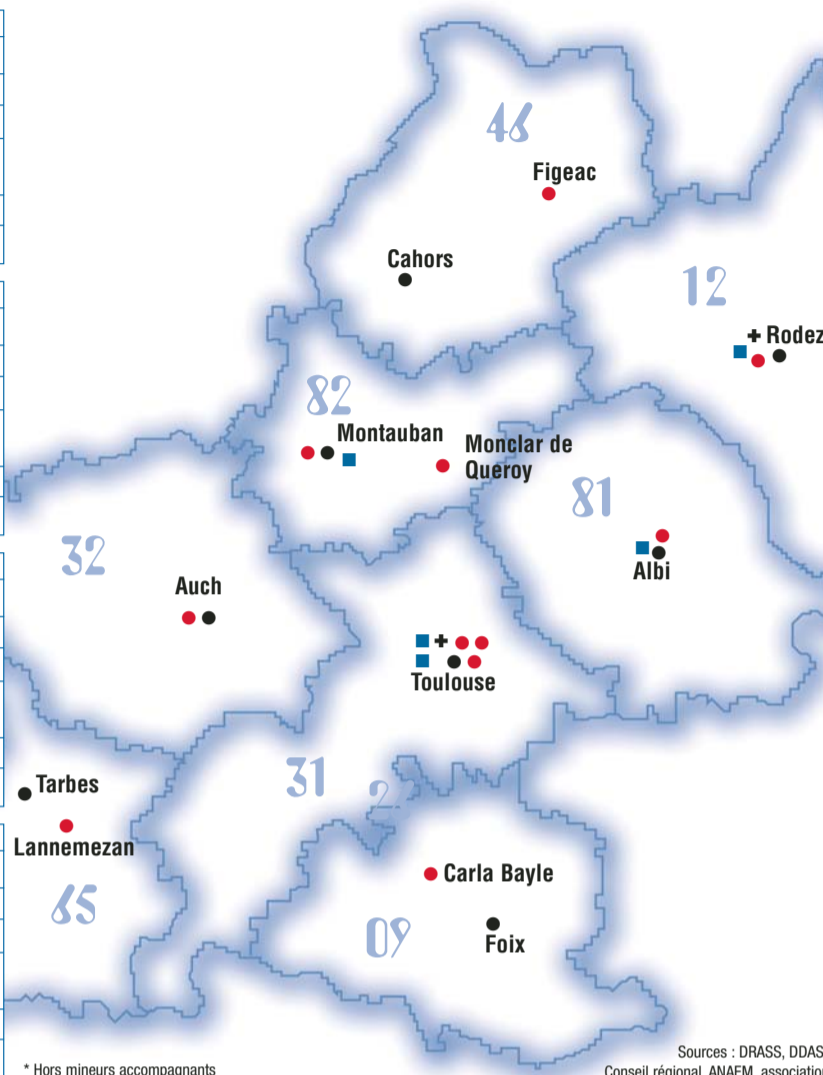 46
Figeac
Cahors
12
Rodez
82
Montauban
Monclar de
Queroy
81
Albi
32
Auch
Toulouse
31
Tarbes
Lannemezan
65
Carla Bayle
09
Foix
Sources : DRASS, DDAS
* Hors mineurs accompagnants
Conseil régional, ANAEM, association